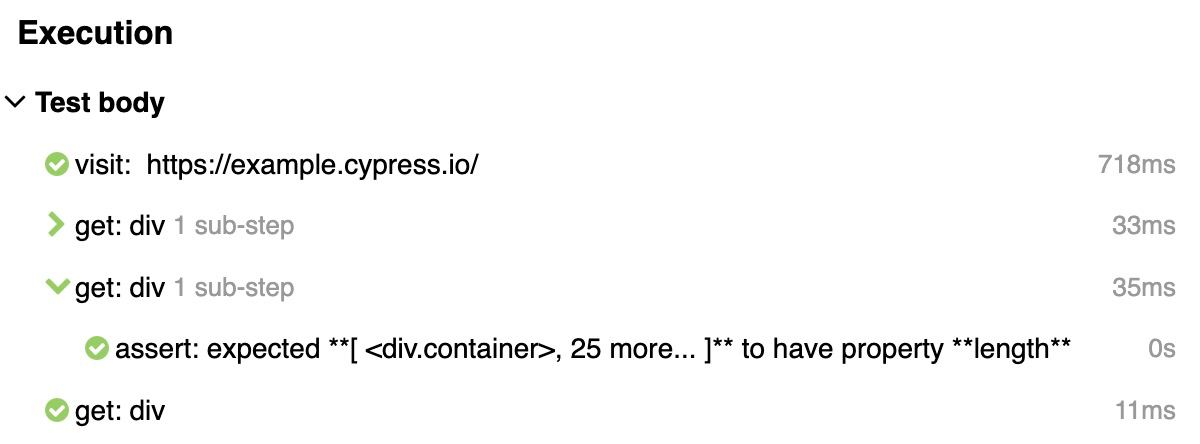 Execution
Test body
visit: https://example.cypress.io/ 718ms
get: div 1 sub-step 33ms
get: div 1 sub-step 35ms
assert: expected **[ <div.container>, 25 more... ]** to have property **length** 0s
get: div 11ms